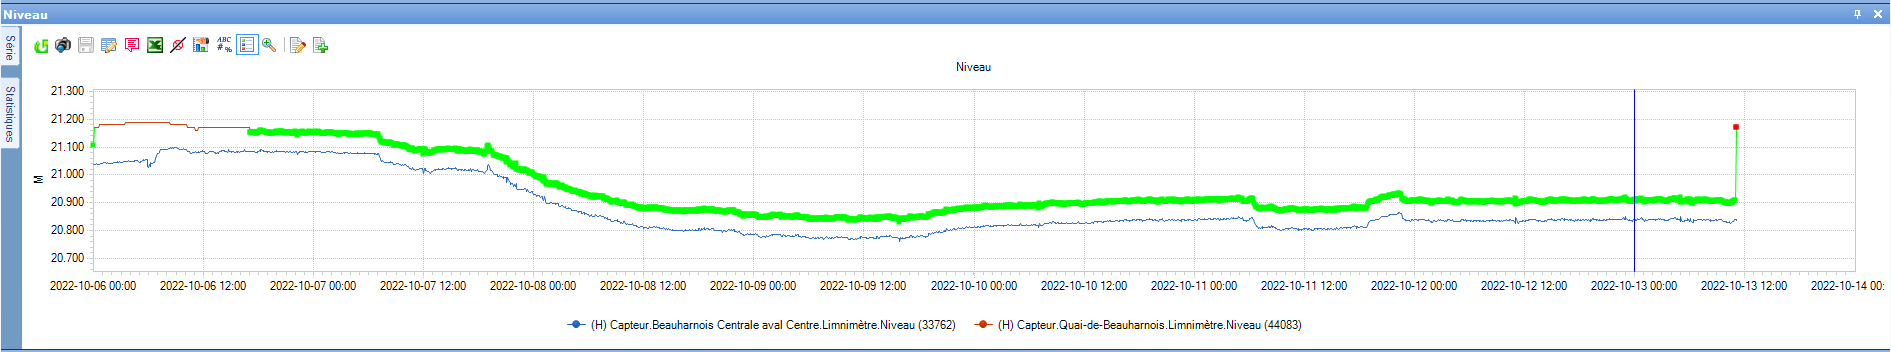 Niveau
Série
Statistiques
ABC
# %
Niveau
M
21.300
21.200
21.100
21.000
20.900
20.800
20.700
2022-10-06 00:00 2022-10-06 12:00 2022-10-07 00:00 2022-10-07 12:00 2022-10-08 00:00 2022-10-08 12:00 2022-10-09 00:00 2022-10-09 12:00 2022-10-10 00:00 2022-10-10 12:00 2022-10-11 00:00 2022-10-11 12:00 2022-10-12 00:00 2022-10-12 12:00 2022-10-13 00:00 2022-10-13 12:00 2022-10-14 00:
(H) Capteur.Beauharnois Centrale aval Centre.Limnimètre.Niveau (33762) (H) Capteur.Quai-de-Beauharnois.Limnimètre.Niveau (44083)